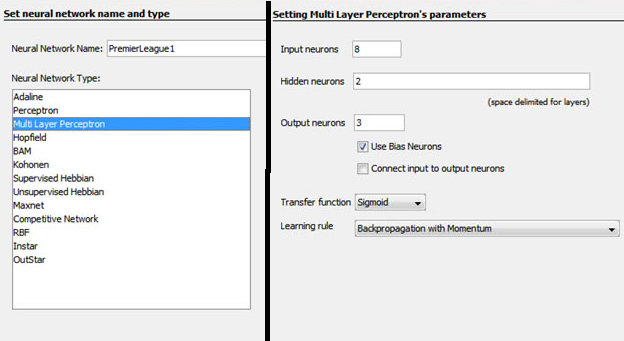 Set neural network name and type
Neural Network Name: PremierLeague1
Neural Network Type:
Adaline
Perceptron
Multi Layer Perceptron
Hopfield
BAM
Kohonen
Supervised Hebbian
Unsupervised Hebbian
Maxnet
Competitive Network
RBF
Instar
OutStar
Setting Multi Layer Perceptron's parameters
Input neurons 8
Hidden neurons 2
(space delimited for layers)
Output neurons 3
Use Bias Neurons
Connect input to output neurons
Transfer function Sigmoid
Learning rule Backpropagation with Momentum